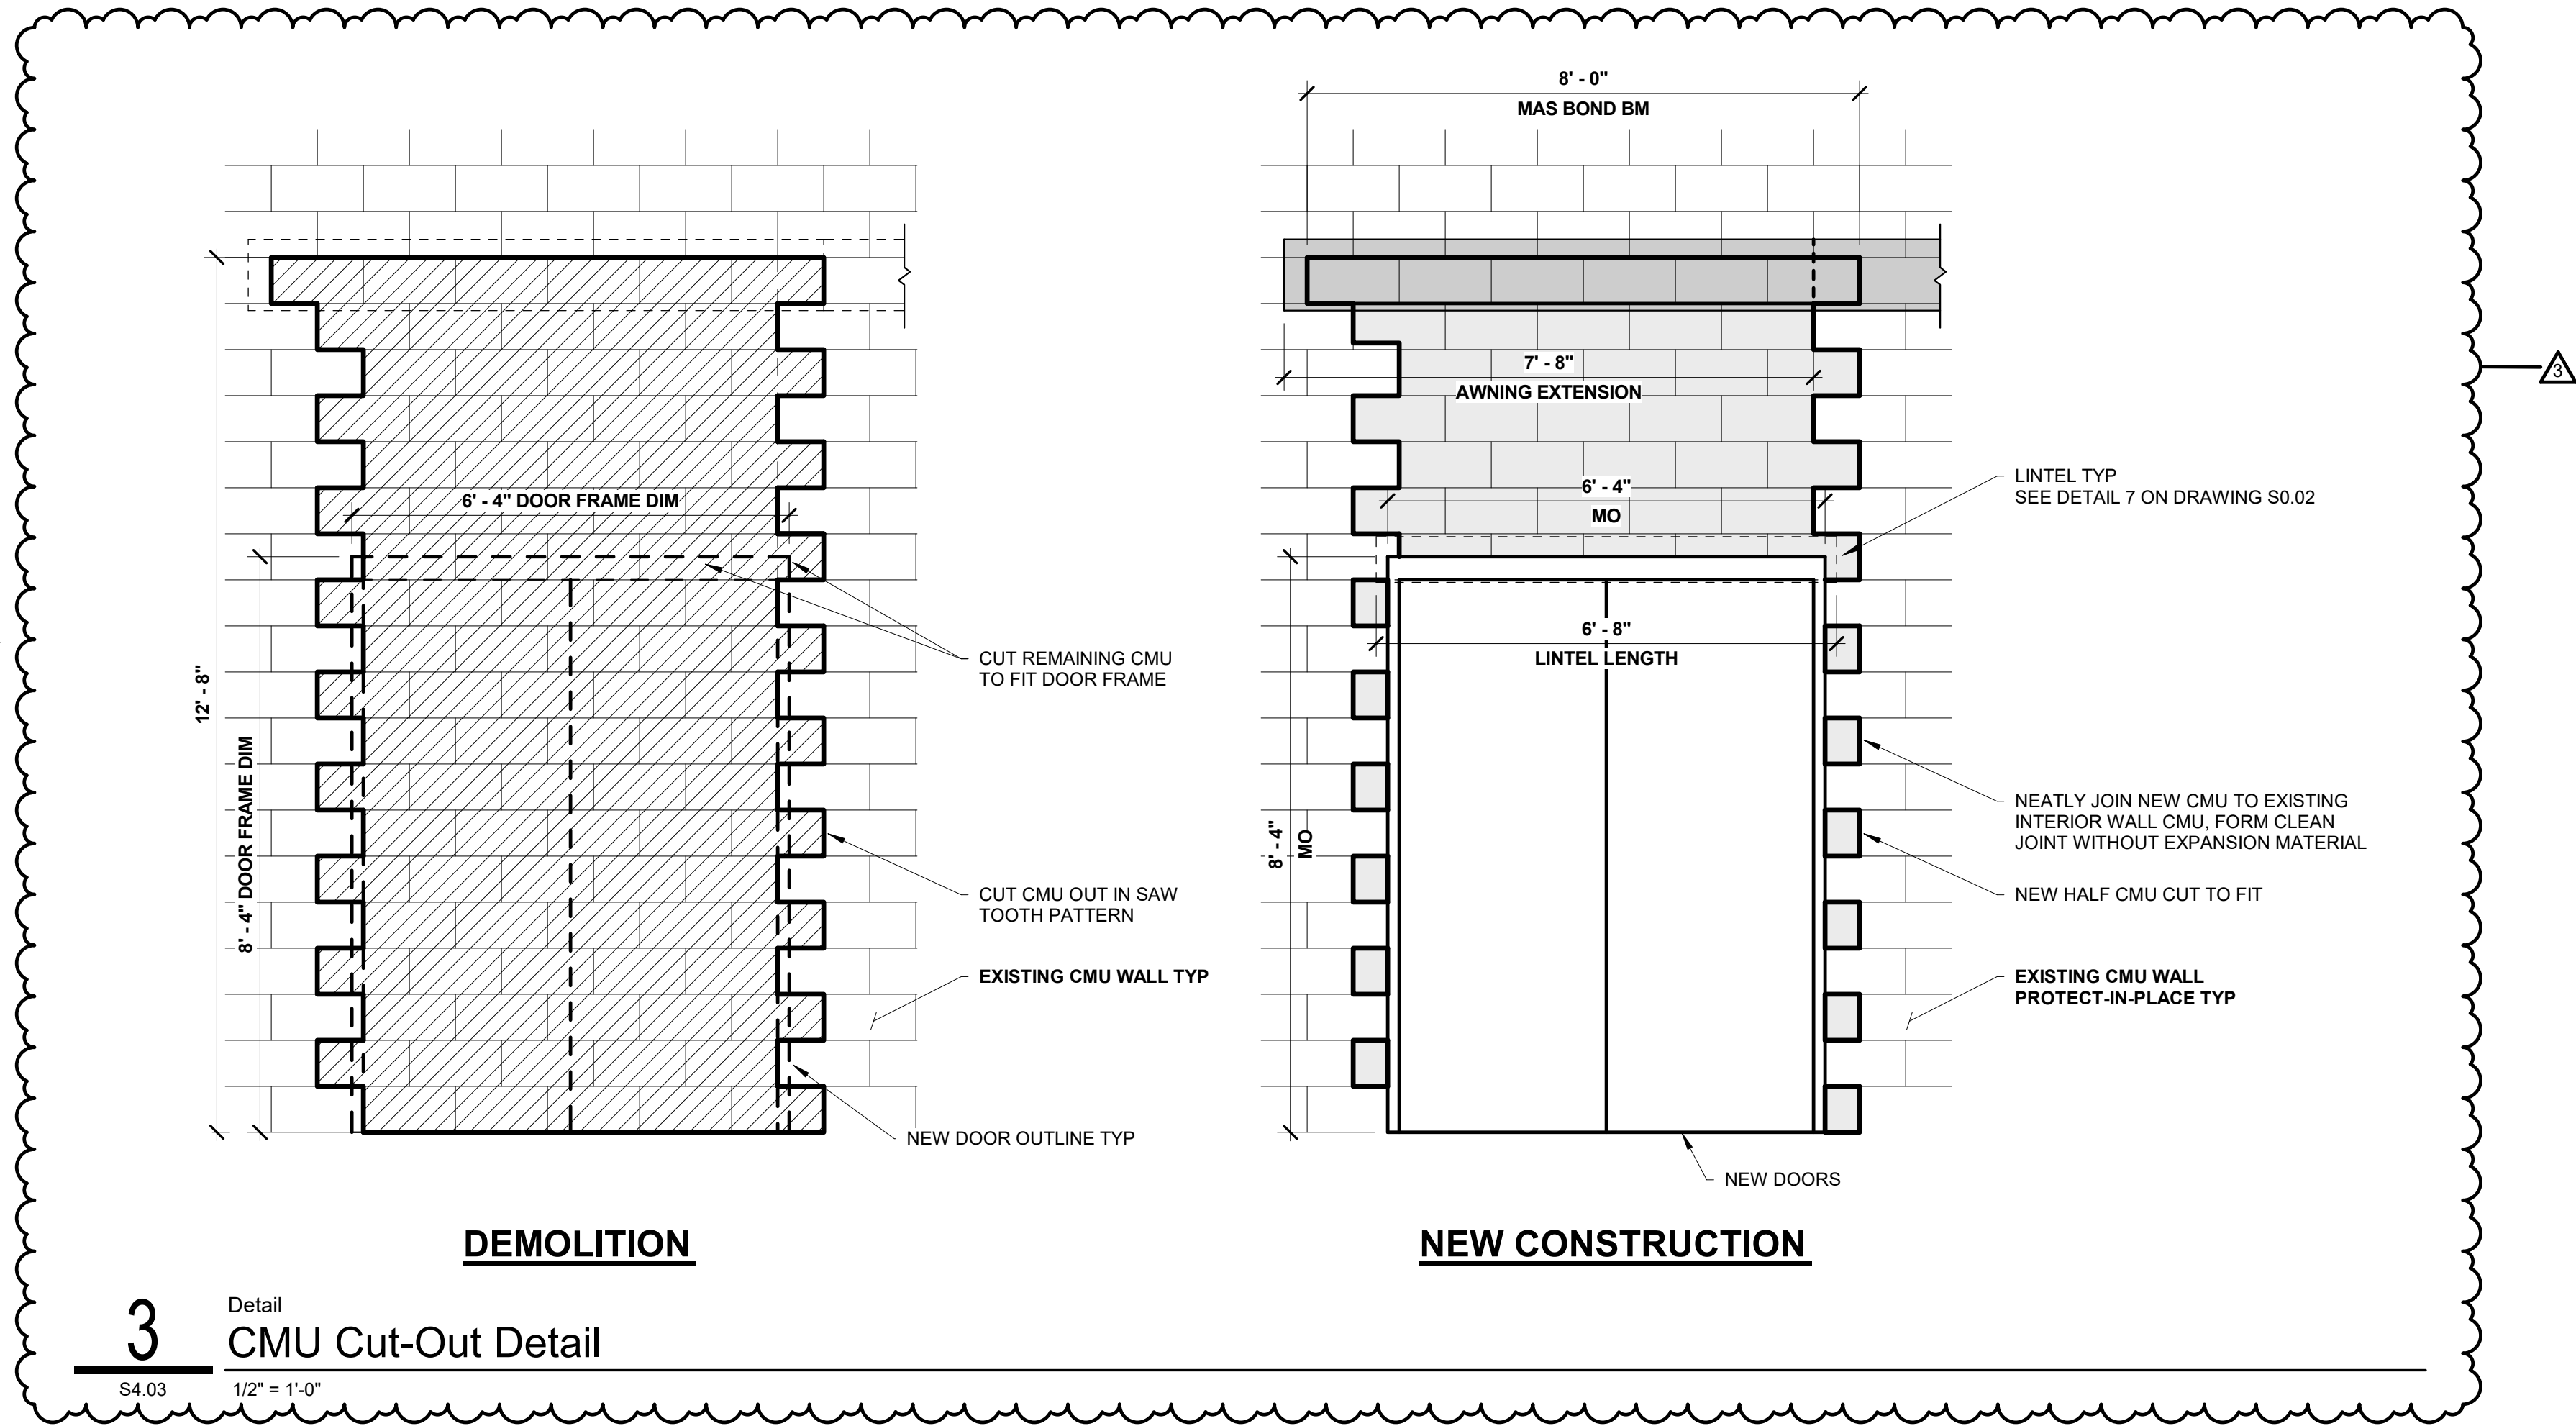 12' - 8"
8' - 4" DOOR FRAME DIM
6' - 4" DOOR FRAME DIM
CUT REMAINING CMU
TO FIT DOOR FRAME
CUT CMU OUT IN SAW
TOOTH PATTERN
EXISTING CMU WALL TYP
NEW DOOR OUTLINE TYP
DEMOLITION
8' - 0"
MAS BOND BM
7' - 8"
AWNING EXTENSION
6' - 4"
MO
6' - 8"
LINTEL LENGTH
8' - 4"
MO
LINTEL TYP
SEE DETAIL 7 ON DRAWING S0.02
NEATLY JOIN NEW CMU TO EXISTING
INTERIOR WALL CMU, FORM CLEAN
JOINT WITHOUT EXPANSION MATERIAL
NEW HALF CMU CUT TO FIT
EXISTING CMU WALL
PROTECT-IN-PLACE TYP
NEW DOORS
NEW CONSTRUCTION
3
3
Detail
CMU Cut-Out Detail
S4.03
1/2" = 1'-0"